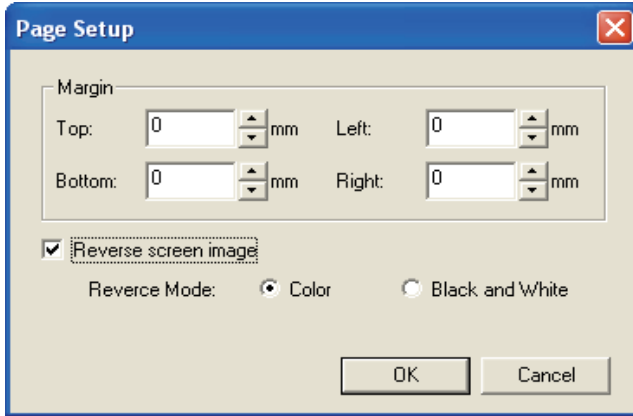 Page Setup
Margin
Top: 0 mm Left: 0 mm
Bottom: 0 mm Right: 0 mm
Reverse screen image
Reverce Mode: Color Black and White
OK Cancel